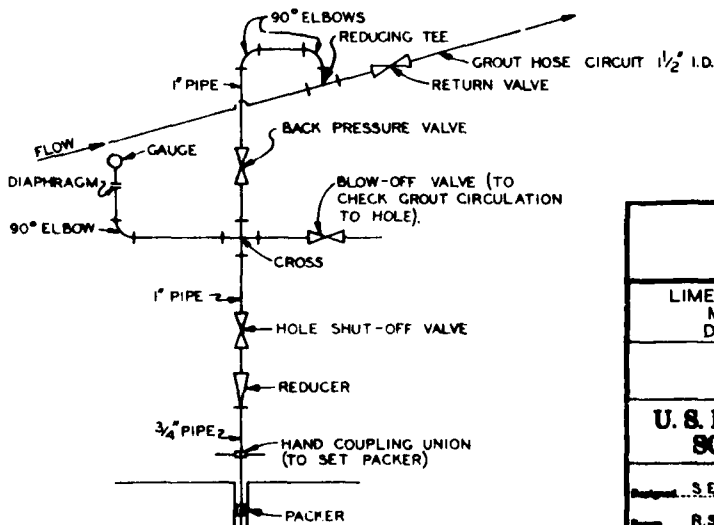 90° ELBOWS
REDUCING TEE
GROUT HOSE CIRCUIT 1½" I.D.
RETURN VALVE
1" PIPE
BACK PRESSURE VALVE
FLOW
GAUGE
DIAPHRAGM
BLOW-OFF VALVE (TO
CHECK GROUT CIRCULATION
TO HOLE).
90° ELBOW
CROSS
1" PIPE
HOLE SHUT-OFF VALVE
REDUCER
¾" PIPE
HAND COUPLING UNION
(TO SET PACKER)
PACKER
LIME
M
D
U. S.
SO
Designed S.E
R.S